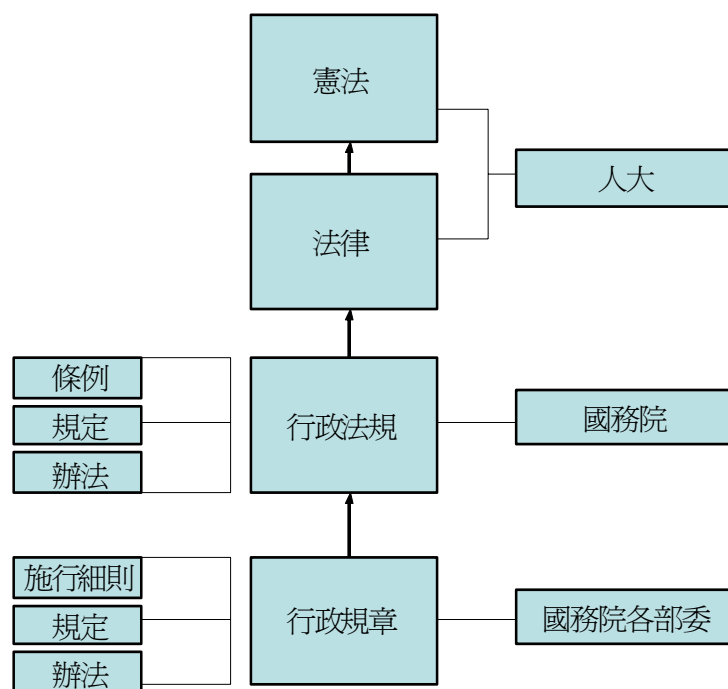 憲法
人大
法律
條例
規定
辦法
行政法規
國務院
施行細則
規定
辦法
行政規章
國務院各部委